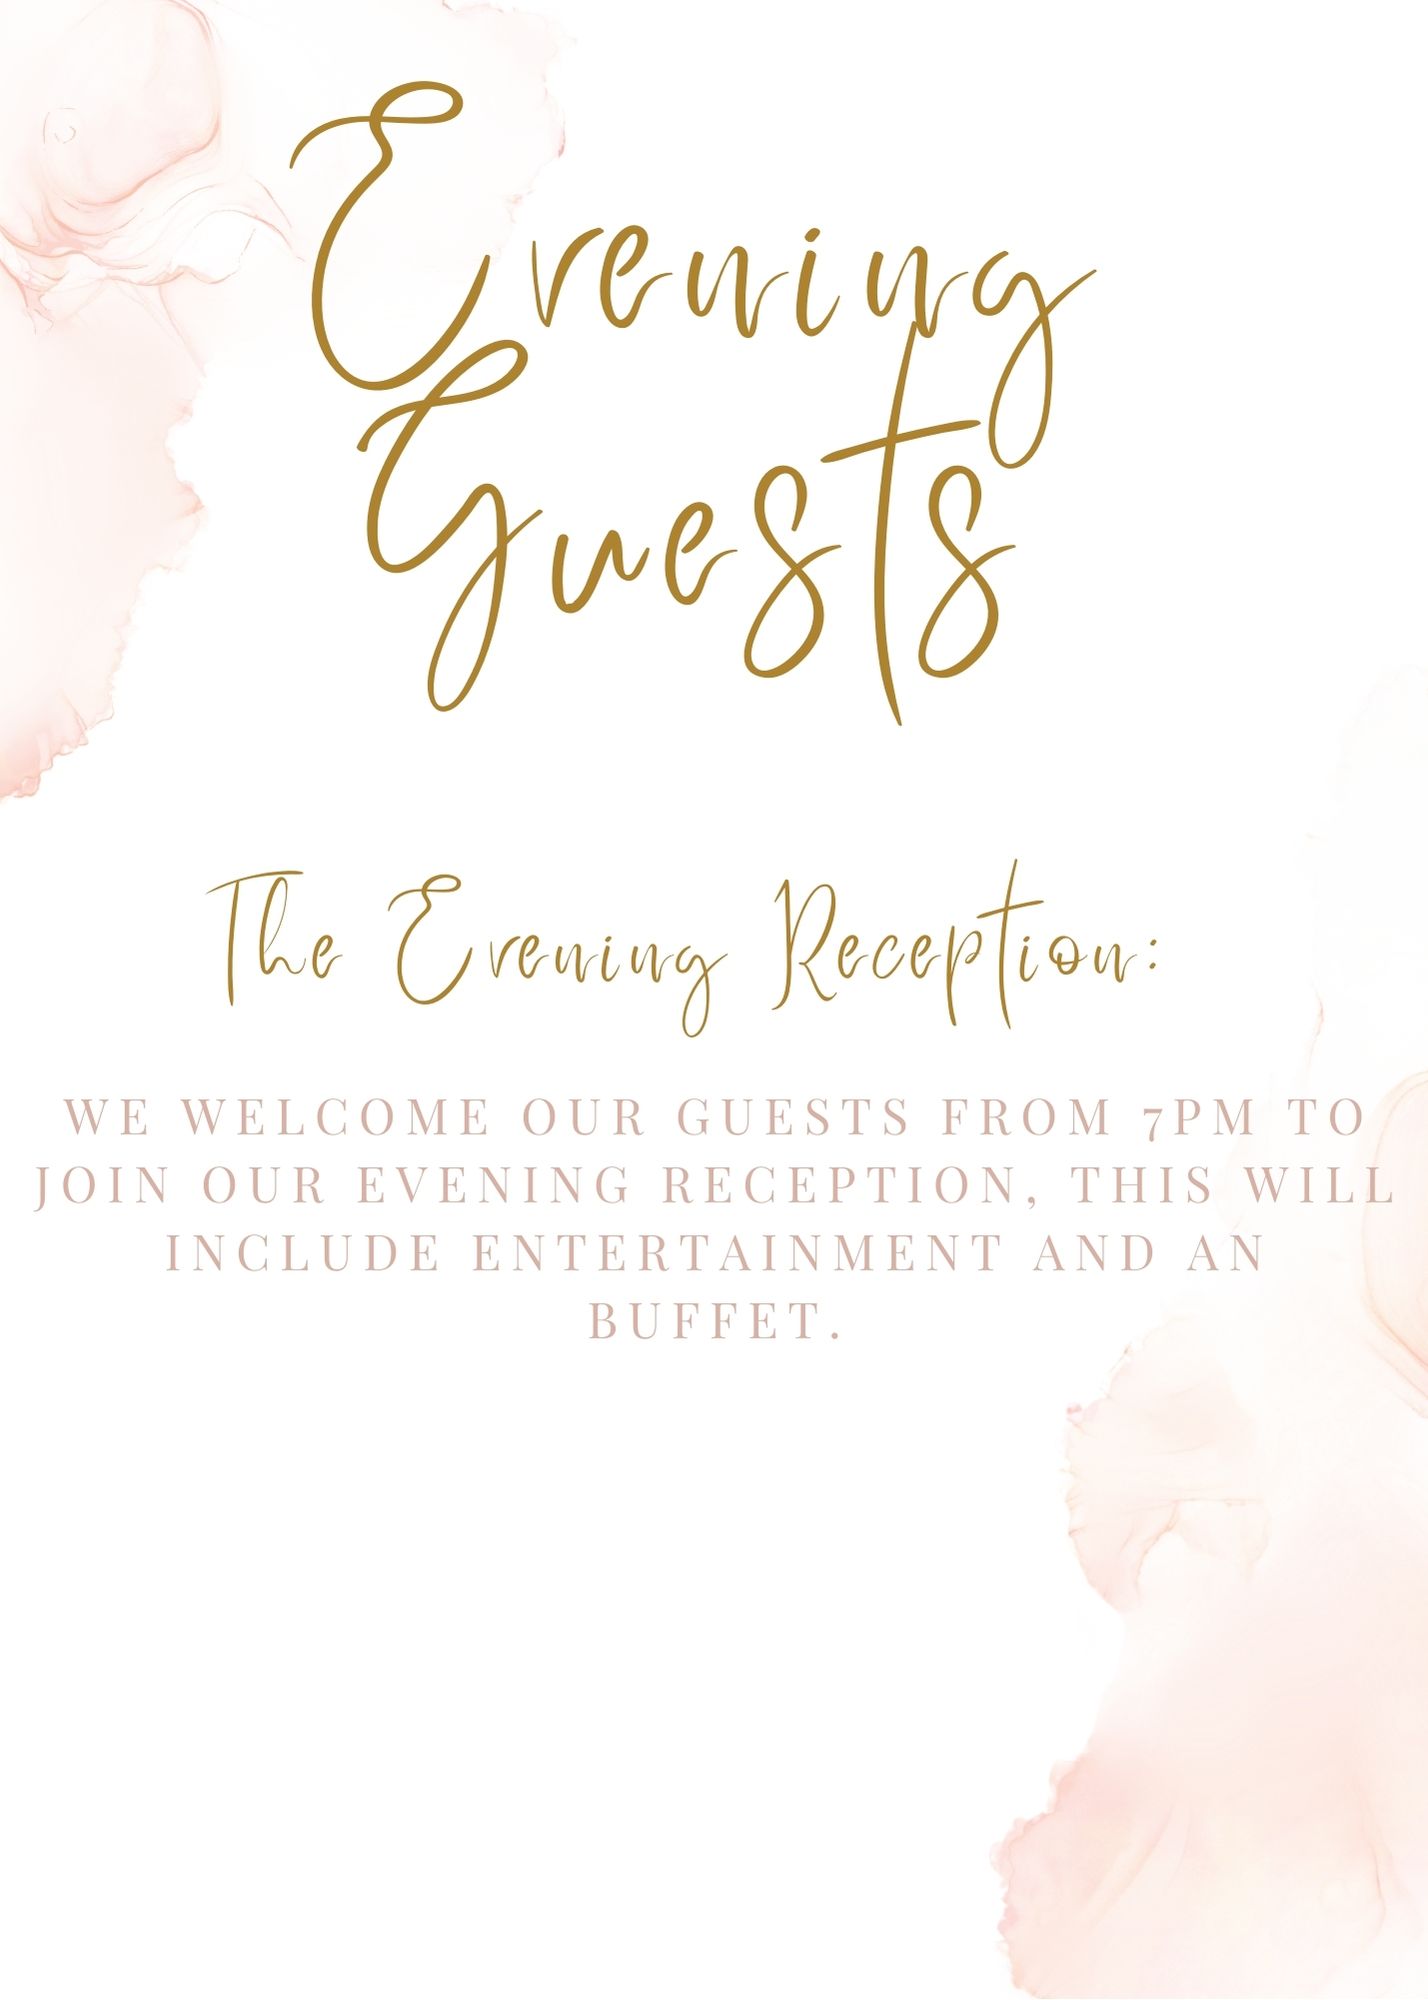 Evening
Guests
The Evening Reception:
WE WELCOME OUR GUESTS FROM 7PM TO
JOIN OUR EVENING RECEPTION, THIS WILL
INCLUDE ENTERTAINMENT AND AN
BUFFET.